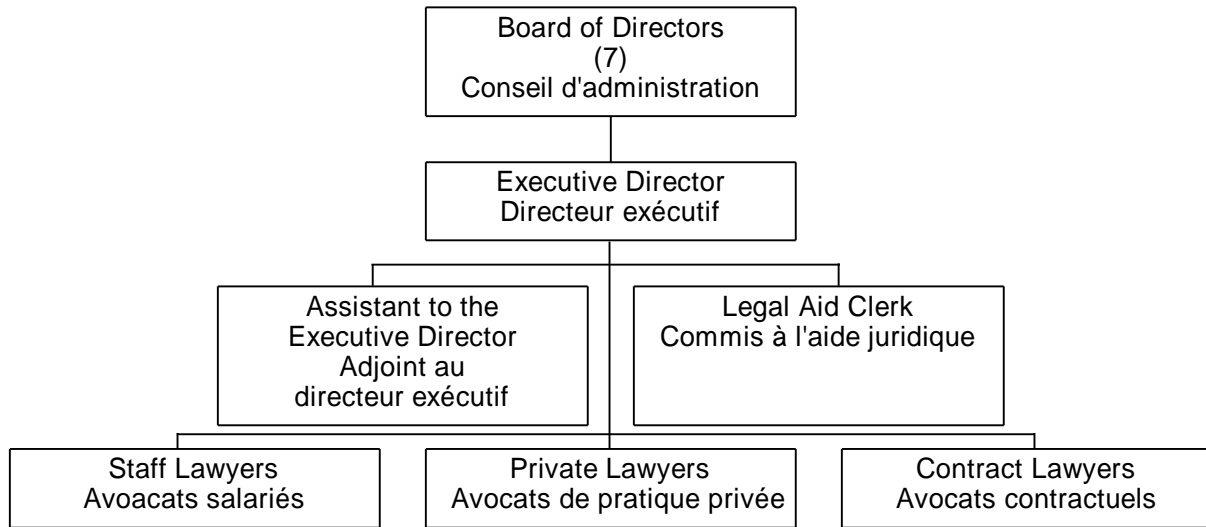 Board of Directors
(7)
Conseil d'administration
Executive Director
Directeur exécutif
Assistant to the
Executive Director
Adjoint au
directeur exécutif
Legal Aid Clerk
Commis à l'aide juridique
Staff Lawyers
Avoacats salariés
Private Lawyers
Avocats de pratique privée
Contract Lawyers
Avocats contractuels